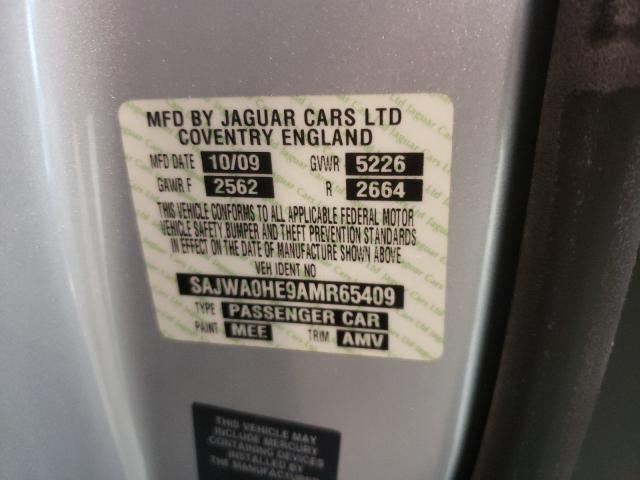 MFD BY JAGUAR CARS LTD
COVENTRY ENGLAND
MFD DATE 10/09 GVWR 5226
GAWR F 2562 R 2664
THIS VEHICLE CONFORMS TO ALL APPLICABLE FEDERAL MOTOR
VEHICLE SAFETY BUMPER AND THEFT PREVENTION STANDARDS
IN EFFECT ON THE DATE OF MANUFACTURE SHOWN ABOVE
VEH IDENT NO
SAJWA0HE9AMR65409
TYPE PASSENGER CAR
PAINT MEE TRIM AMV
THIS VEHICLE MAY
INCLUDE MERCURY
CONTAINING DEVICES
INSTALLED BY